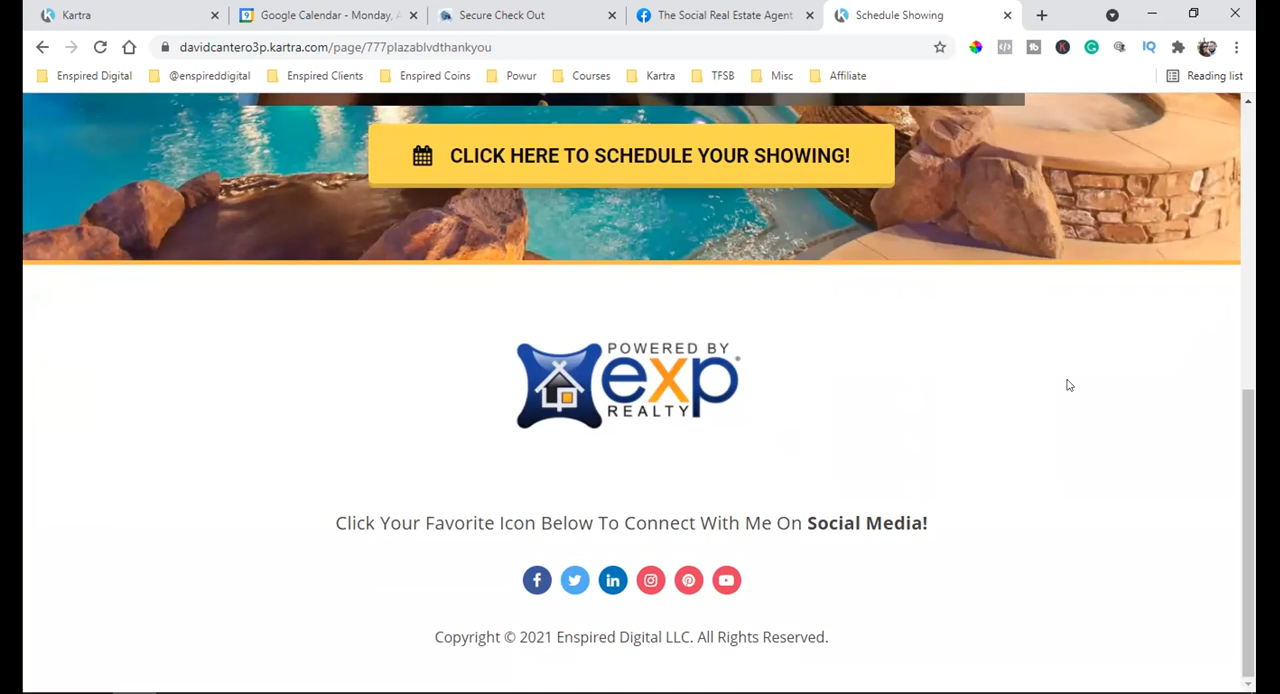 Kartra
Google Calendar - Monday, A
Secure Check Out
The Social Real Estate Agent
Schedule Showing
davidcantero3p.kartra.com/page/777plazablvdthankyou
Enspired Digital
@enspireddigital
Enspired Clients
Enspired Coins
Powur
Courses
Kartra
TFSB
Misc
Affiliate
Reading list
CLICK HERE TO SCHEDULE YOUR SHOWING!
POWERED BY
exp
REALTY
Click Your Favorite Icon Below To Connect With Me On Social Media!
Copyright © 2021 Enspired Digital LLC. All Rights Reserved.